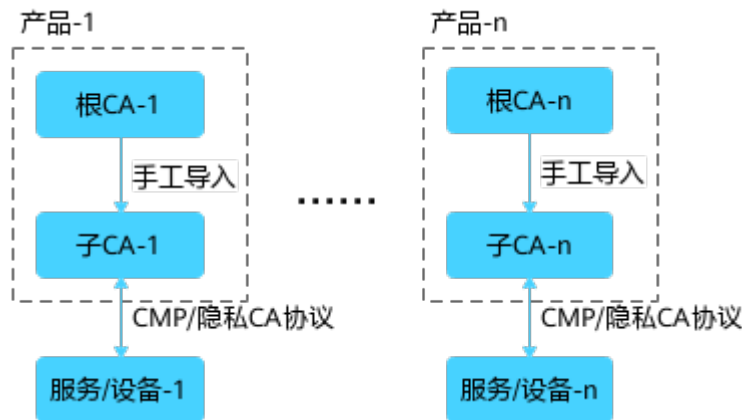 产品-1
产品-n
根CA-1
根CA-n
手工导入
手工导入
......
子CA-1
子CA-n
CMP/隐私CA协议
CMP/隐私CA协议
服务/设备-1
服务/设备-n